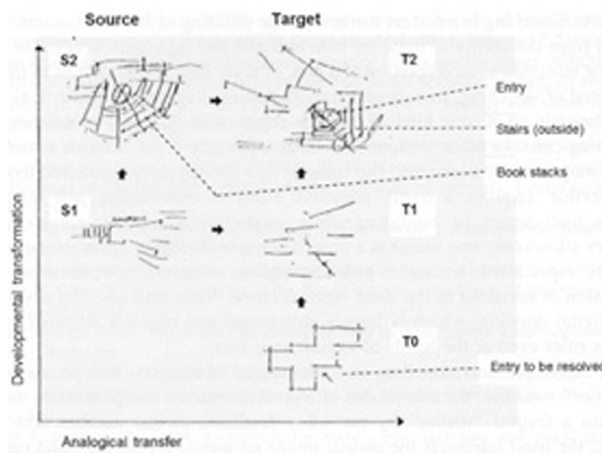 Source
Target
S2
T2
Entry
Stairs (outside)
Book stacks
S1
T1
T0
Entry to be resolved
Developmental transformation
Analogical transfer